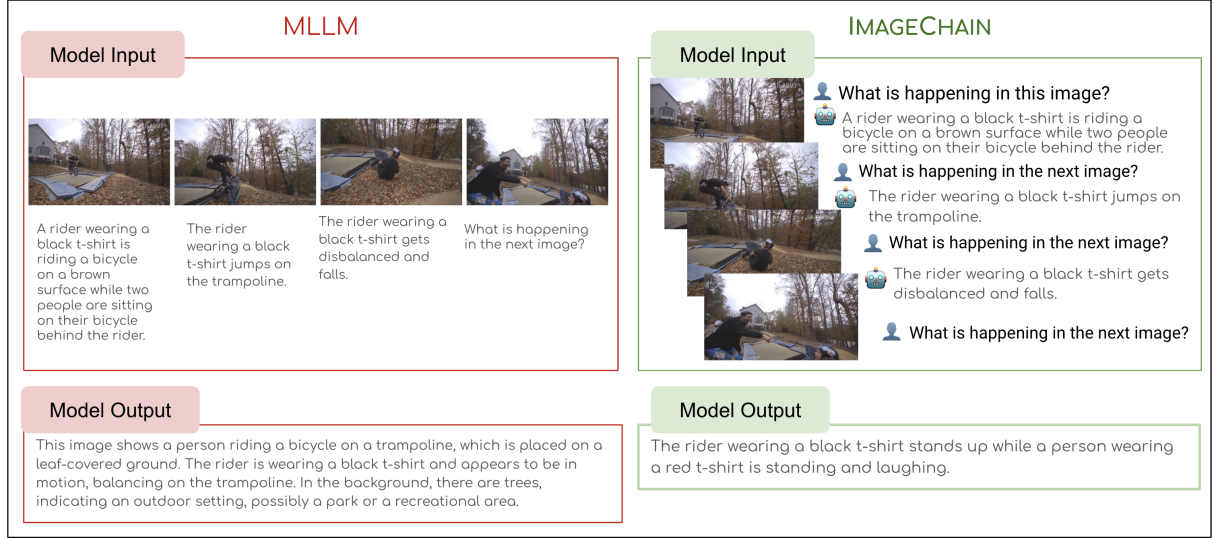 MLLM
Model Input
A rider wearing a
black t-shirt is
riding a bicycle
on a brown
surface while two
people are sitting
on their bicycle
behind the rider.
The rider
wearing a black
t-shirt jumps on
the trampoline.
The rider wearing a
black t-shirt gets
disbalanced and
falls.
What is happening
in the next image?
Model Output
This image shows a person riding a bicycle on a trampoline, which is placed on a
leaf-covered ground. The rider is wearing a black t-shirt and appears to be in
motion, balancing on the trampoline. In the background, there are trees,
indicating an outdoor setting, possibly a park or a recreational area.
IMAGECHAIN
Model Input
What is happening in this image?
A rider wearing a black t-shirt is riding a
bicycle on a brown surface while two people
are sitting on their bicycle behind the rider.
What is happening in the next image?
The rider wearing a black t-shirt jumps on
the trampoline.
What is happening in the next image?
The rider wearing a black t-shirt gets
disbalanced and falls.
What is happening in the next image?
Model Output
The rider wearing a black t-shirt stands up while a person wearing
a red t-shirt is standing and laughing.